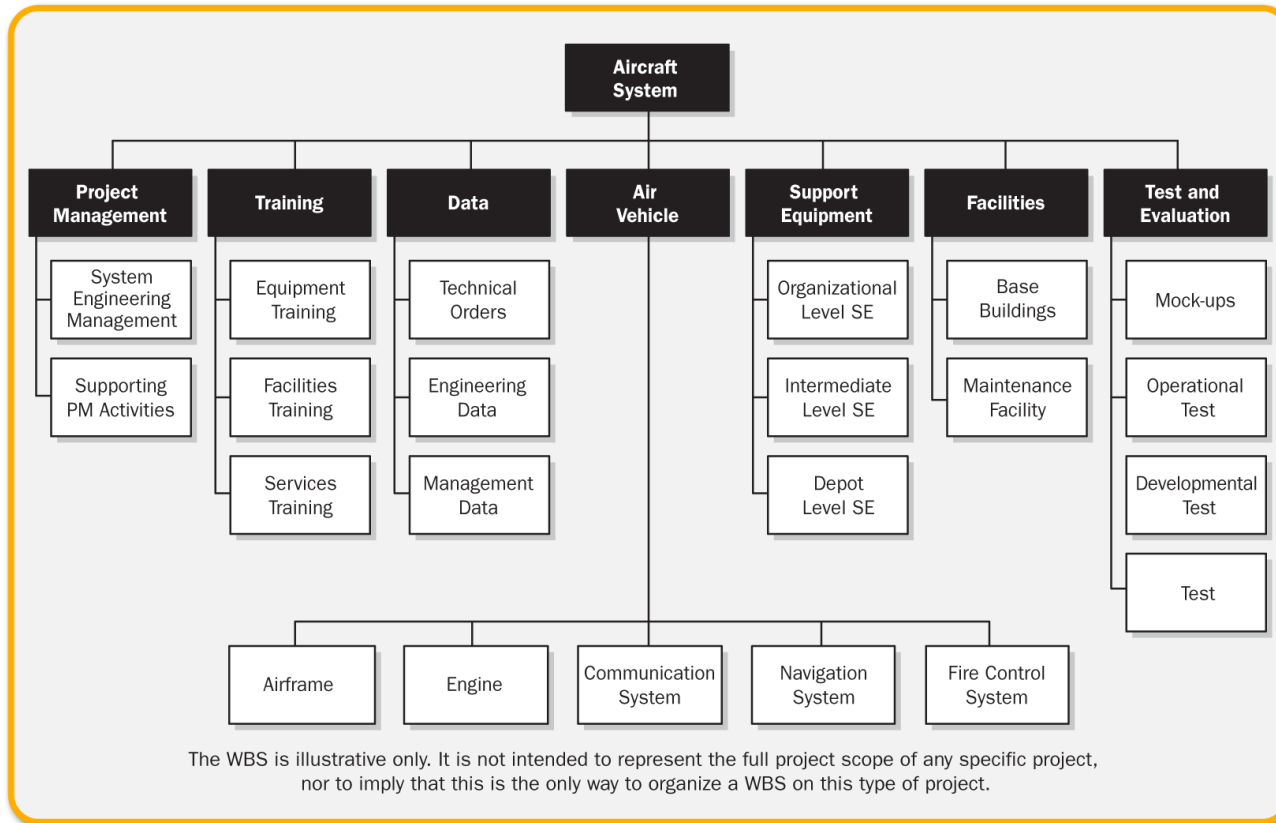 Aircraft
System
Project
Management
Training
Data
Air
Vehicle
Support
Equipment
Facilities
Test and
Evaluation
System
Engineering
Management
Supporting
PM Activities
Equipment
Training
Facilities
Training
Services
Training
Technical
Orders
Engineering
Data
Management
Data
Organizational
Level SE
Intermediate
Level SE
Depot
Level SE
Base
Buildings
Maintenance
Facility
Mock-ups
Operational
Test
Developmental
Test
Test
Airframe
Engine
Communication
System
Navigation
System
Fire Control
System
The WBS is illustrative only. It is not intended to represent the full project scope of any specific project,
nor to imply that this is the only way to organize a WBS on this type of project.